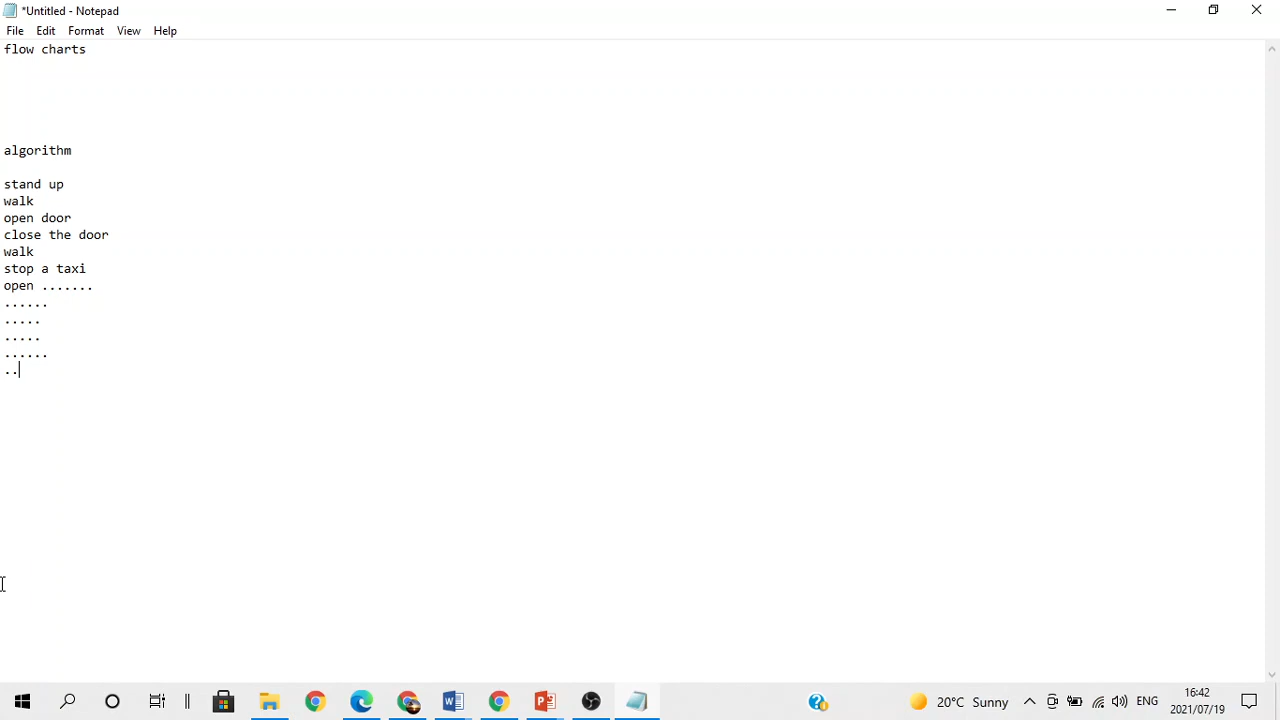 *Untitled - Notepad
File Edit Format View Help
flow charts
algorithm
stand up
walk
open door
close the door
walk
stop a taxi
open .......
......
.....
.....
......
..
20°C Sunny
ENG
16:42
2021/07/19